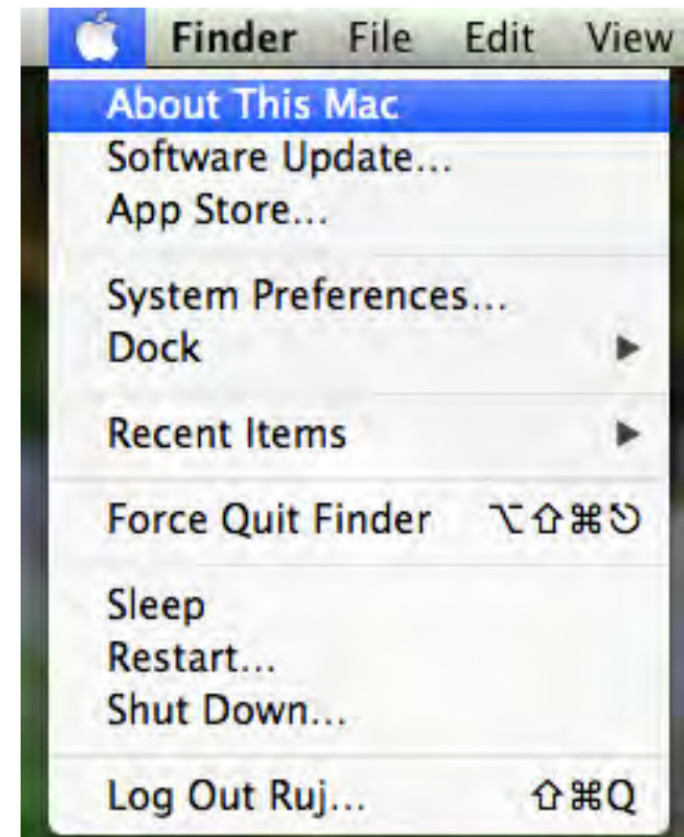 Finder File Edit View
About This Mac
Software Update...
App Store...
System Preferences...
Dock ▶
Recent Items ▶
Force Quit Finder ⌥⇧⌘⎋
Sleep
Restart...
Shut Down...
Log Out Ruj... ⇧⌘Q